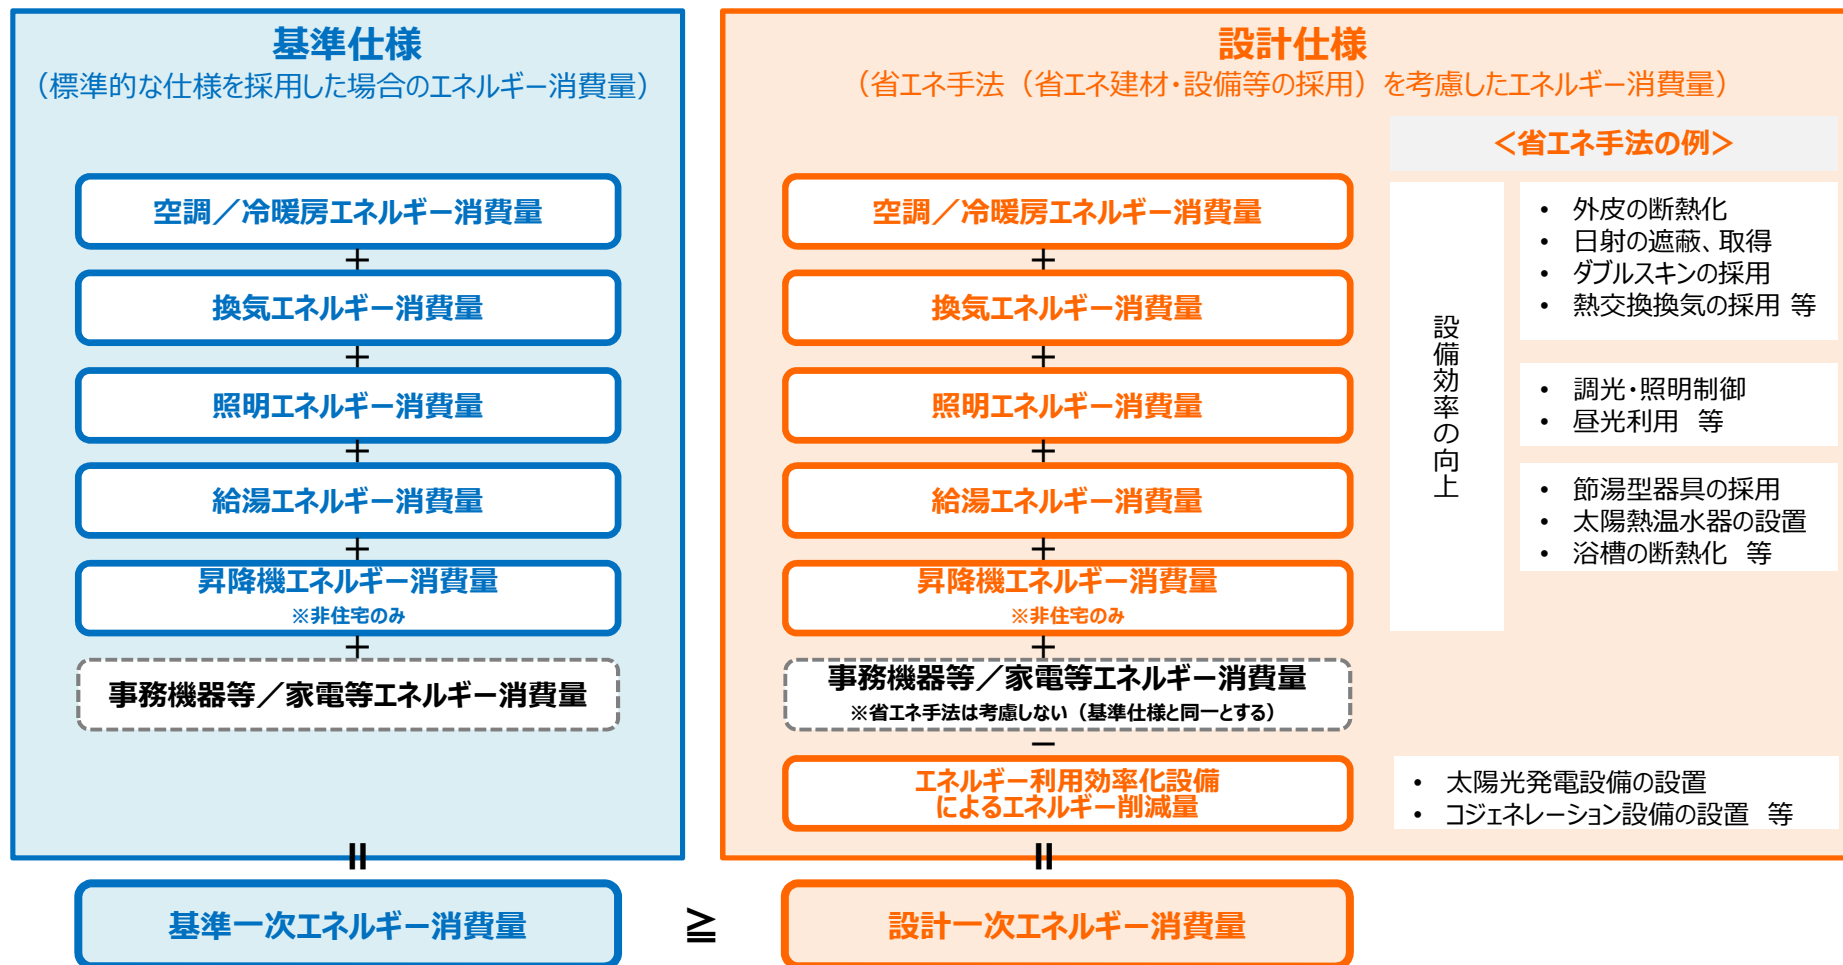 基準仕様
（標準的な仕様を採用した場合のエネルギー消費量）
空調／冷暖房エネルギー消費量
＋
換気エネルギー消費量
＋
照明エネルギー消費量
＋
給湯エネルギー消費量
＋
昇降機エネルギー消費量
※非住宅のみ
＋
事務機器等／家電等エネルギー消費量
＝
基準一次エネルギー消費量
≧
設計仕様
（省エネ手法（省エネ建材・設備等の採用）を考慮したエネルギー消費量）
空調／冷暖房エネルギー消費量
＋
換気エネルギー消費量
＋
照明エネルギー消費量
＋
給湯エネルギー消費量
＋
昇降機エネルギー消費量
※非住宅のみ
＋
事務機器等／家電等エネルギー消費量
※省エネ手法は考慮しない（基準仕様と同一とする）
－
エネルギー利用効率化設備
によるエネルギー削減量
＝
設計一次エネルギー消費量
＜省エネ手法の例＞
設備効率の向上
• 外皮の断熱化
• 日射の遮蔽、取得
• ダブルスキンの採用
• 熱交換換気の採用 等
• 調光・照明制御
• 昼光利用 等
• 節湯型器具の採用
• 太陽熱温水器の設置
• 浴槽の断熱化 等
• 太陽光発電設備の設置
• コジェネレーション設備の設置 等